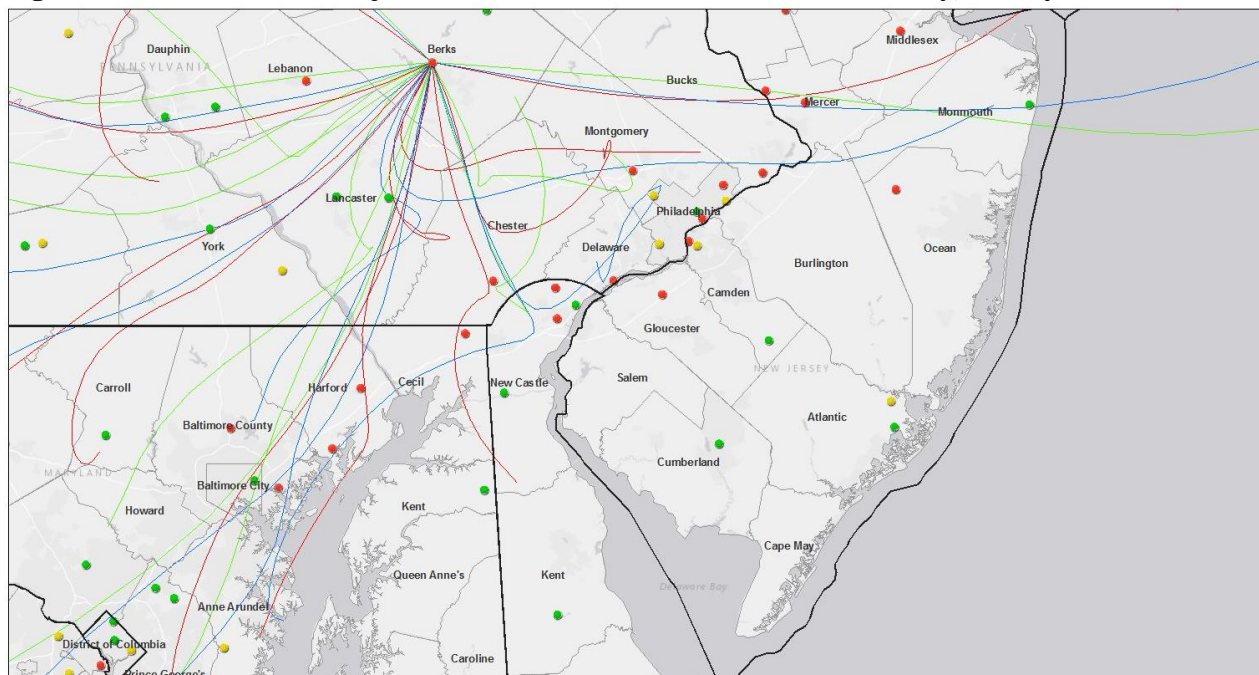 Dauphin
Berks
Middlesex
PENNSYLVANIA
Lebanon
Bucks
Mercer
Monmouth
Montgomery
Lancaster
Philadelphia
Chester
York
Delaware
Ocean
Burlington
Camden
Gloucester
NEW JERSEY
Salem
Carroll
Harford
Cecil
New Castle
Atlantic
Baltimore County
Cumberland
MARYLAND
Baltimore City
Kent
Howard
Cape May
Queen Anne's
Kent
Delaware Bay
Anne Arundel
District of Columbia
Caroline
Prince George's